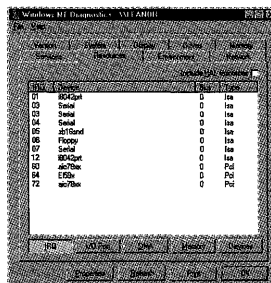 Windows NT Diagnostics - \\ELEANOR
File Help
Version System Display Drives Memory
Services Resources Environment Network
Include HAL resources
IRQ Device Bus Type
01 i8042prt 0 Isa
03 Serial 0 Isa
03 Serial 0 Isa
04 Serial 0 Isa
05 sb16snd 0 Isa
06 Floppy 0 Isa
07 Serial 0 Isa
12 i8042prt 0 Isa
60 aic78xx 0 Pci
64 El59x 0 Pci
72 aic78xx 0 Pci
IRQ I/O Port DMA Memory Devices
Properties Refresh Print OK